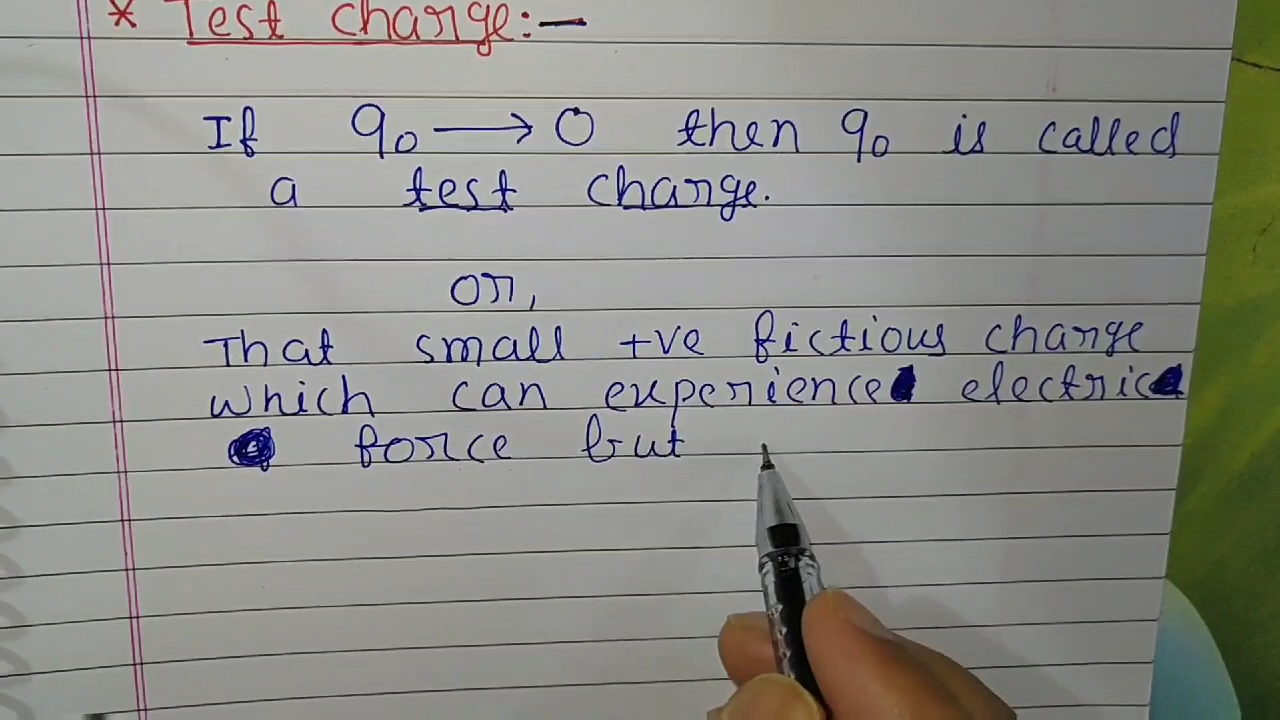 * Test charge:-
If q₀ → 0 then q₀ is called
a test charge.
or,
That small +ve fictious charge
which can experience electric
force but